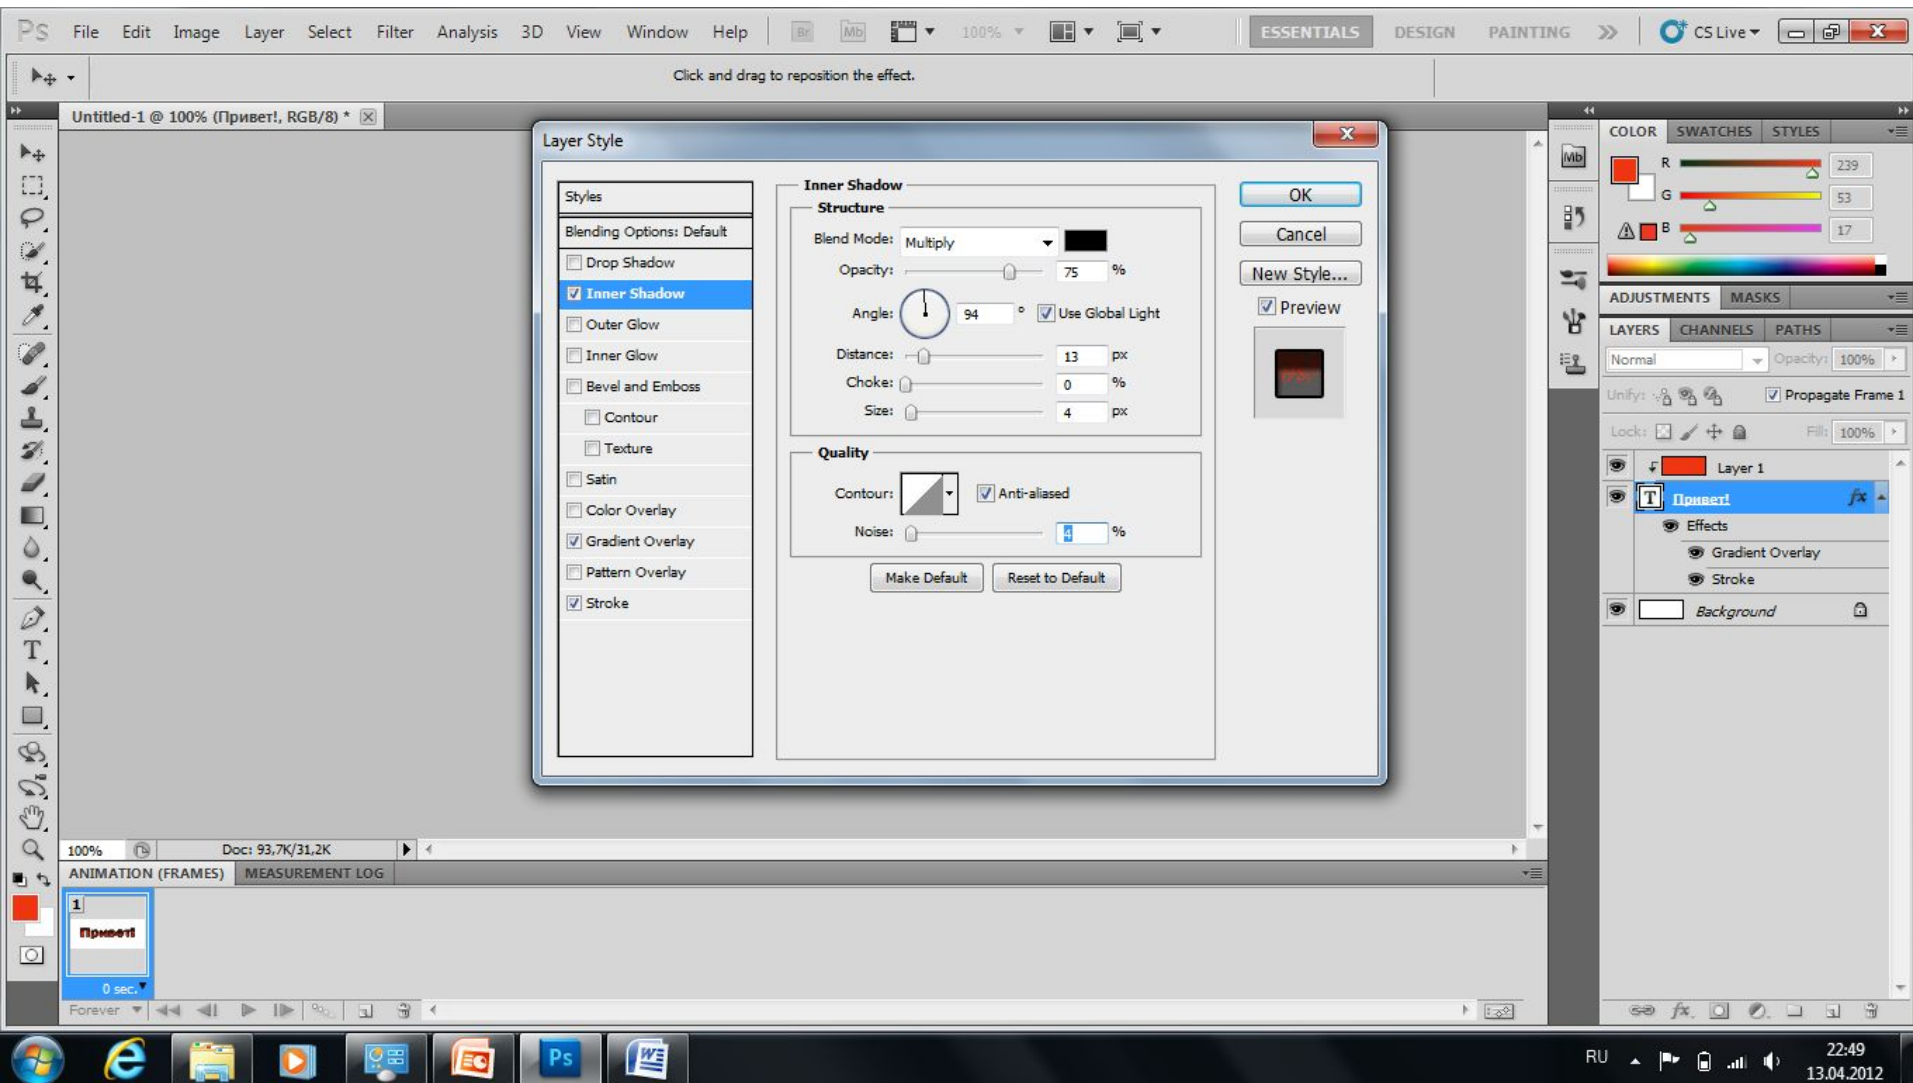 Ps File Edit Image Layer Select Filter Analysis 3D View Window Help Br Mb 100% ESSENTIALS DESIGN PAINTING CS Live
Click and drag to reposition the effect.
Untitled-1 @ 100% (Привет!, RGB/8) *
Layer Style
Styles
Blending Options: Default
Drop Shadow
Inner Shadow
Outer Glow
Inner Glow
Bevel and Emboss
Contour
Texture
Satin
Color Overlay
Gradient Overlay
Pattern Overlay
Stroke
Inner Shadow
Structure
Blend Mode: Multiply
Opacity: 75 %
Angle: 94 ° Use Global Light
Distance: 13 px
Choke: 0 %
Size: 4 px
Quality
Contour: Anti-aliased
Noise: 4 %
Make Default Reset to Default
OK
Cancel
New Style...
Preview
Mb
COLOR SWATCHES STYLES
R 239
G 53
B 17
ADJUSTMENTS MASKS
LAYERS CHANNELS PATHS
Normal Opacity: 100%
Unify: Propagate Frame 1
Lock: Fill: 100%
Layer 1
T Привет! fx
Effects
Gradient Overlay
Stroke
Background
100% Doc: 93,7K/31,2K
ANIMATION (FRAMES) MEASUREMENT LOG
1
Привет!
0 sec.
Forever
fx.
Ps
W
RU 22:49
13.04.2012